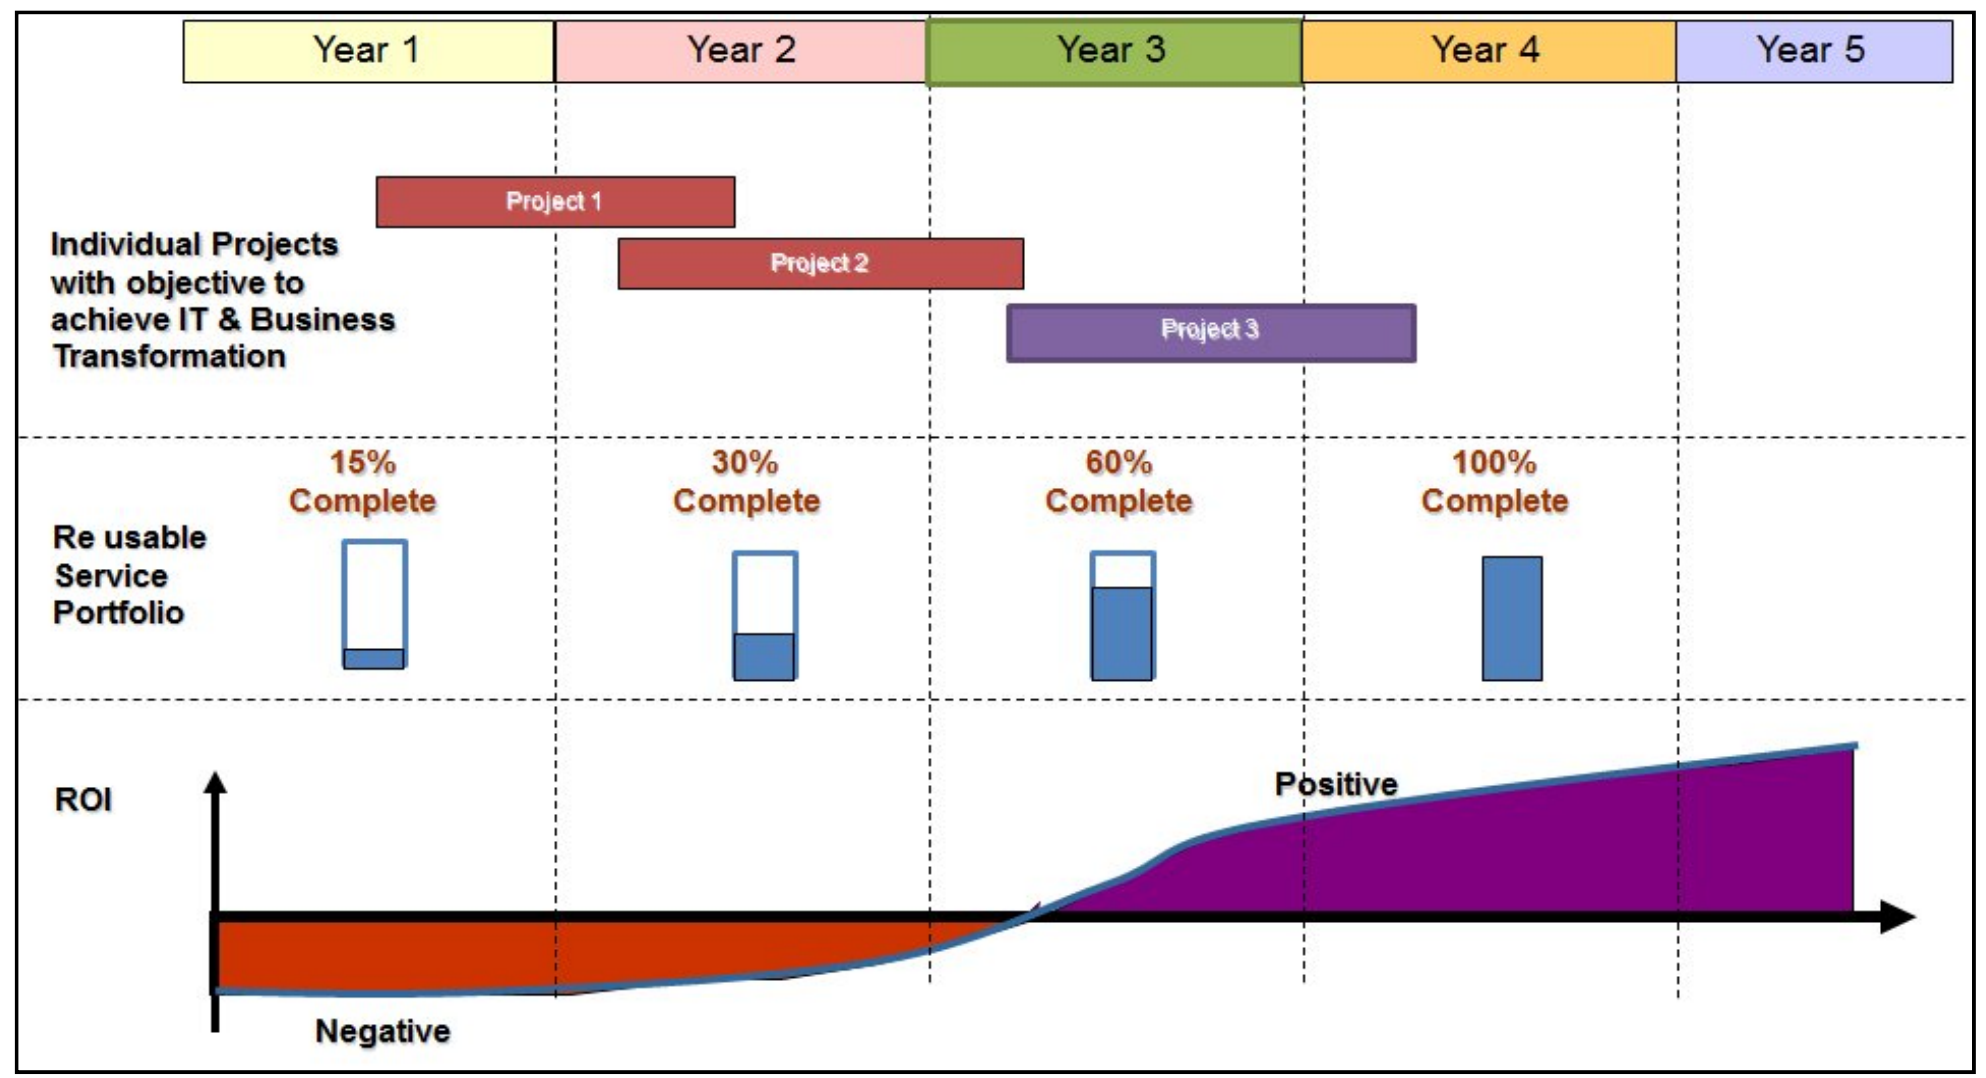 Year 1
Year 2
Year 3
Year 4
Year 5
Project 1
Project 2
Project 3
Individual Projects
with objective to
achieve IT & Business
Transformation
15%
Complete
30%
Complete
60%
Complete
100%
Complete
Re usable
Service
Portfolio
ROI
Positive
Negative